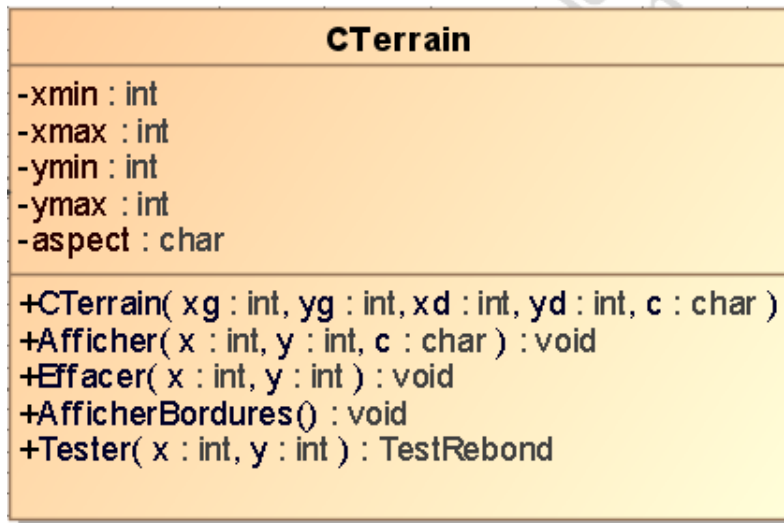 CTerrain
-xmin : int
-xmax : int
-ymin : int
-ymax : int
-aspect : char
+CTerrain( xg : int, yg : int, xd : int, yd : int, c : char )
+Afficher( x : int, y : int, c : char ) : void
+Effacer( x : int, y : int ) : void
+AfficherBordures() : void
+Tester( x : int, y : int ) : TestRebond